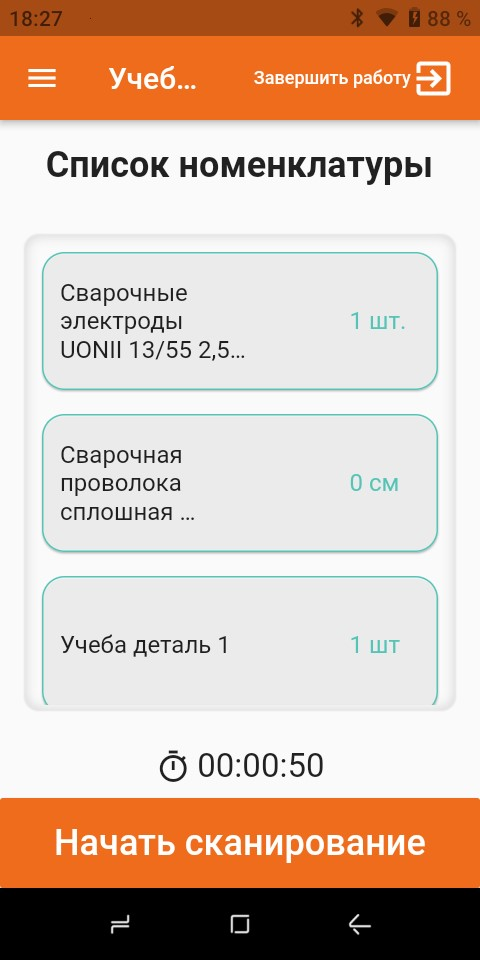 18:27 88 %
Учеб... Завершить работу
Список номенклатуры
Сварочные
электроды
UONII 13/55 2,5...
1 шт.
Сварочная
проволока
сплошная ...
0 см
Учеба деталь 1
1 шт
00:00:50
Начать сканирование